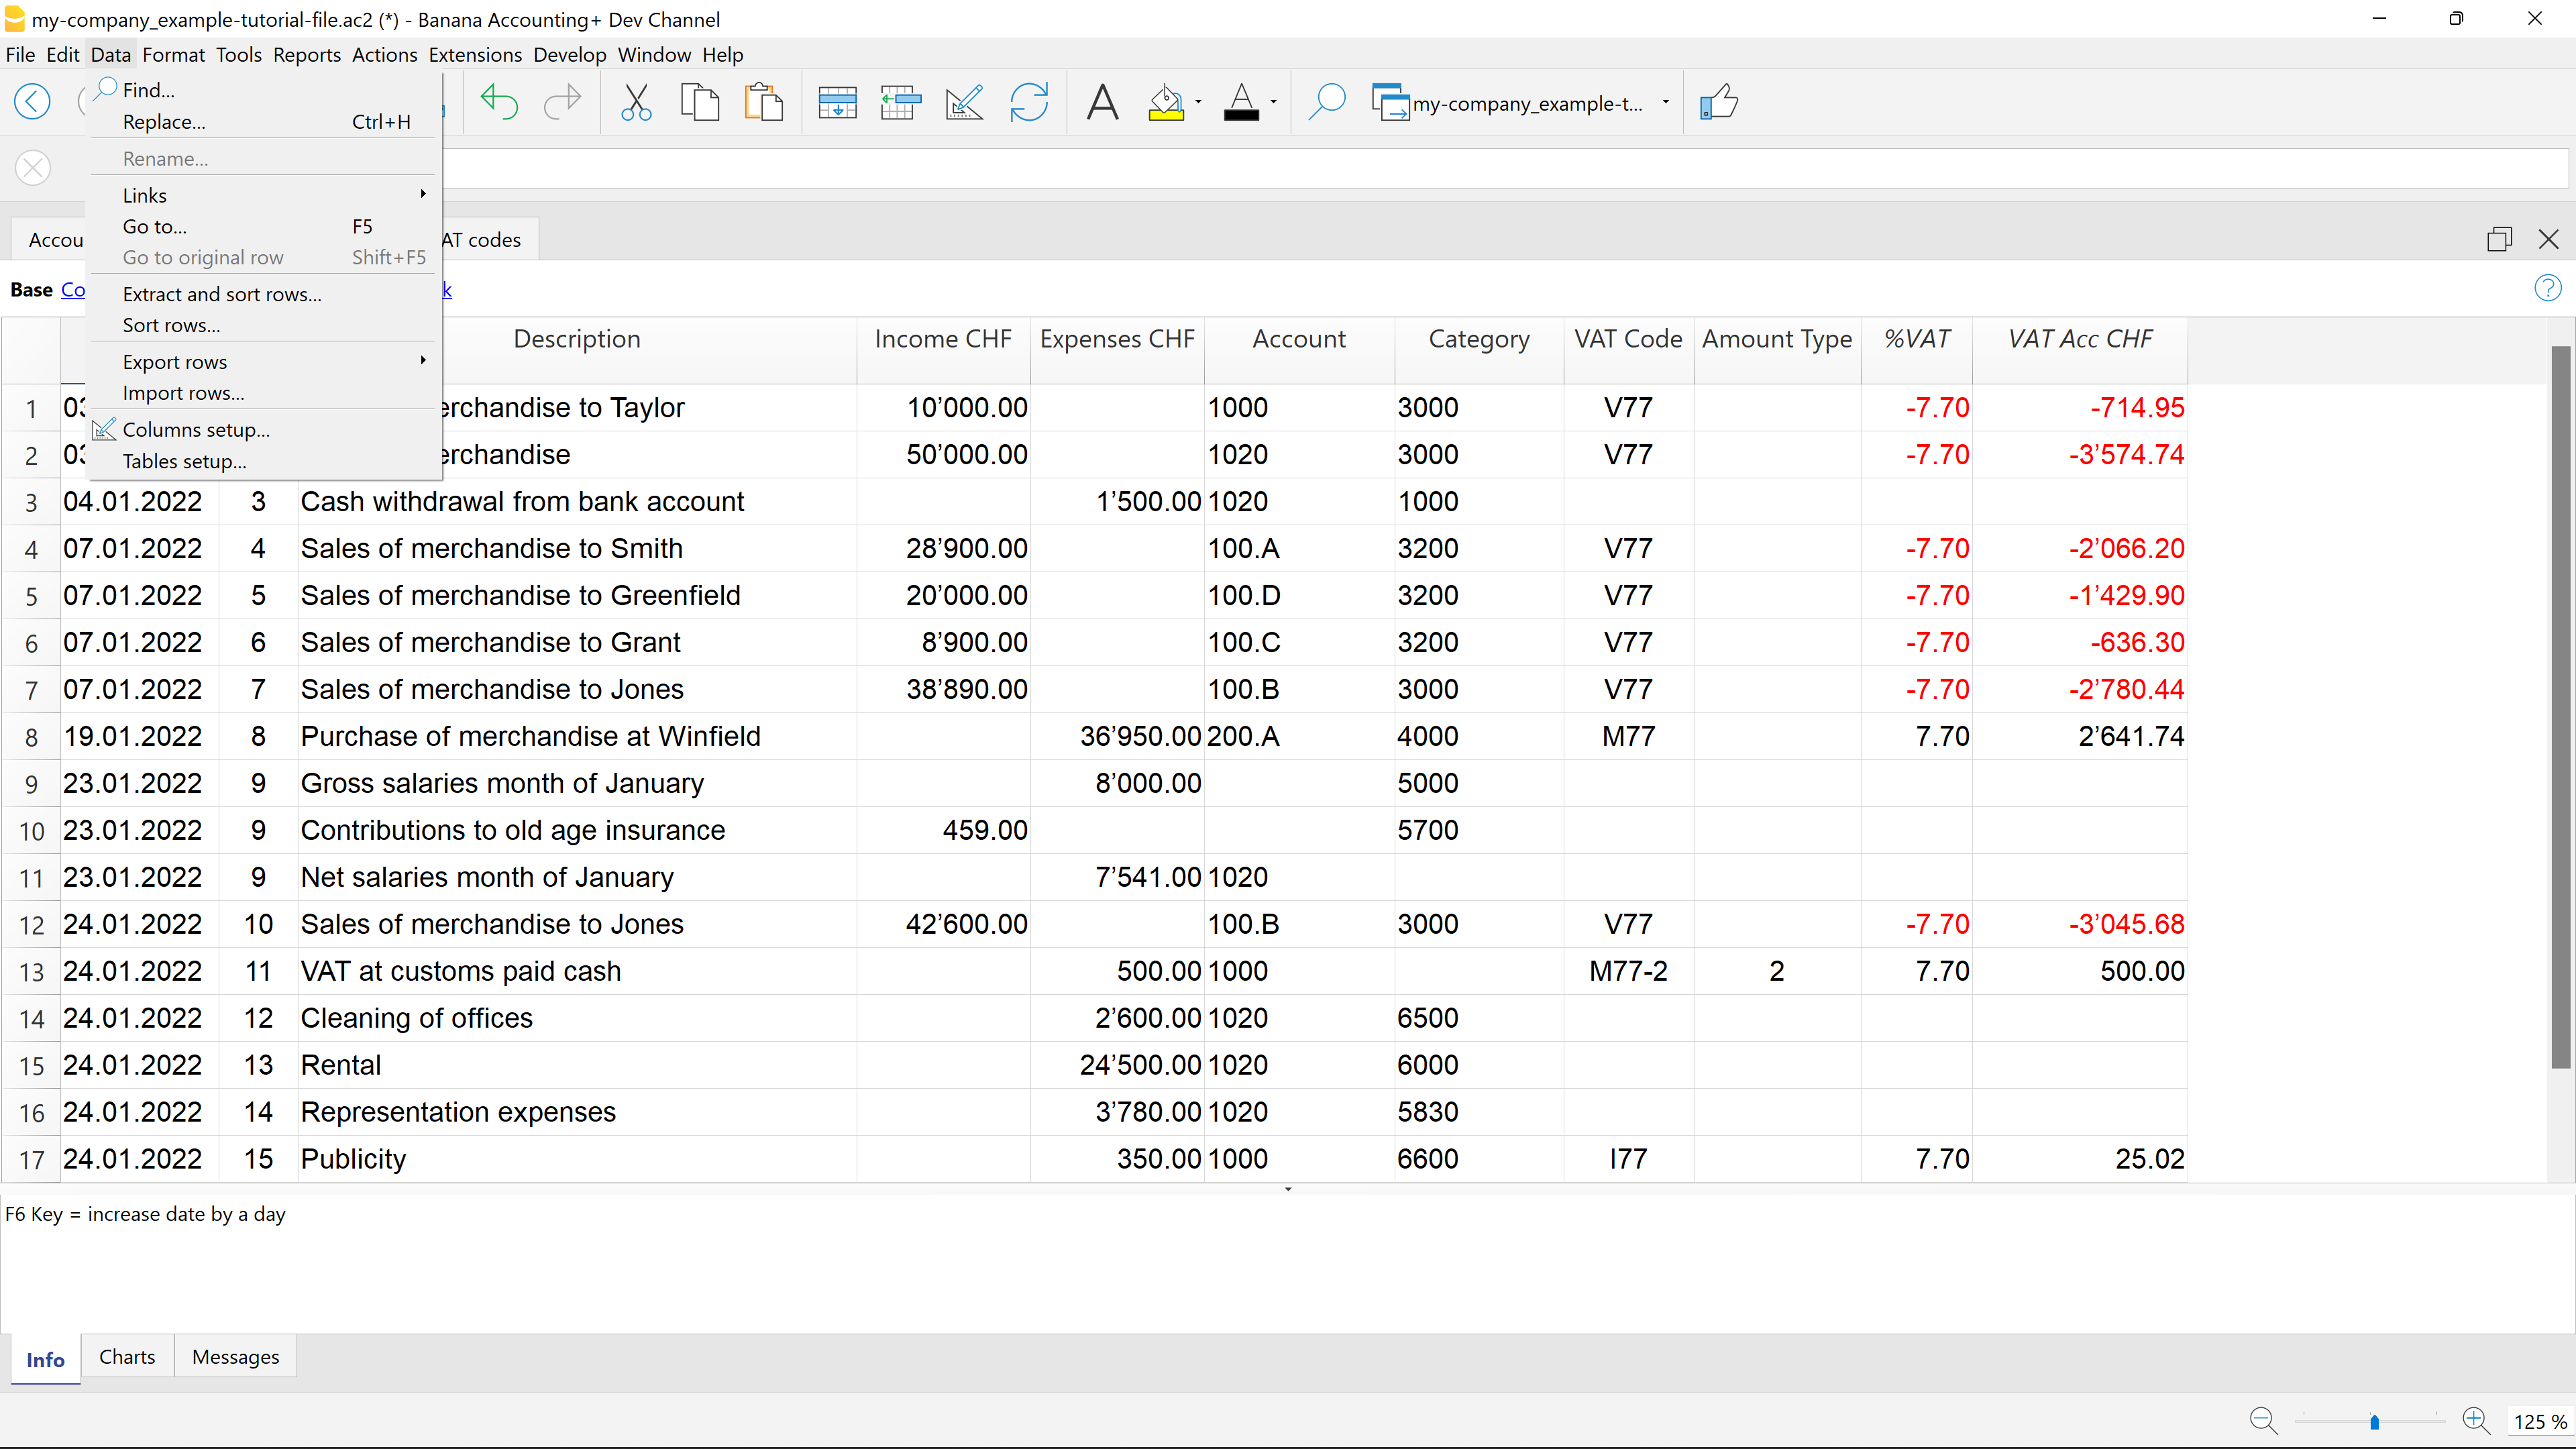 my-company_example-tutorial-file.ac2 (*) - Banana Accounting+ Dev Channel
File Edit Data Format Tools Reports Actions Extensions Develop Window Help
Find...
Replace... Ctrl+H
Rename...
Links
Go to... F5
Go to original row Shift+F5
Extract and sort rows...
Sort rows...
Export rows
Import rows...
Columns setup...
Tables setup...
my-company_example-t...
Accou AT codes
Base Co k
Description Income CHF Expenses CHF Account Category VAT Code Amount Type %VAT VAT Acc CHF
1 03 erchandise to Taylor 10’000.00 1000 3000 V77 -7.70 -714.95
2 03 erchandise 50’000.00 1020 3000 V77 -7.70 -3’574.74
3 04.01.2022 3 Cash withdrawal from bank account 1’500.00 1020 1000
4 07.01.2022 4 Sales of merchandise to Smith 28’900.00 100.A 3200 V77 -7.70 -2’066.20
5 07.01.2022 5 Sales of merchandise to Greenfield 20’000.00 100.D 3200 V77 -7.70 -1’429.90
6 07.01.2022 6 Sales of merchandise to Grant 8’900.00 100.C 3200 V77 -7.70 -636.30
7 07.01.2022 7 Sales of merchandise to Jones 38’890.00 100.B 3000 V77 -7.70 -2’780.44
8 19.01.2022 8 Purchase of merchandise at Winfield 36’950.00 200.A 4000 M77 7.70 2’641.74
9 23.01.2022 9 Gross salaries month of January 8’000.00 5000
10 23.01.2022 9 Contributions to old age insurance 459.00 5700
11 23.01.2022 9 Net salaries month of January 7’541.00 1020
12 24.01.2022 10 Sales of merchandise to Jones 42’600.00 100.B 3000 V77 -7.70 -3’045.68
13 24.01.2022 11 VAT at customs paid cash 500.00 1000 M77-2 2 7.70 500.00
14 24.01.2022 12 Cleaning of offices 2’600.00 1020 6500
15 24.01.2022 13 Rental 24’500.00 1020 6000
16 24.01.2022 14 Representation expenses 3’780.00 1020 5830
17 24.01.2022 15 Publicity 350.00 1000 6600 I77 7.70 25.02
F6 Key = increase date by a day
Info Charts Messages
125 %